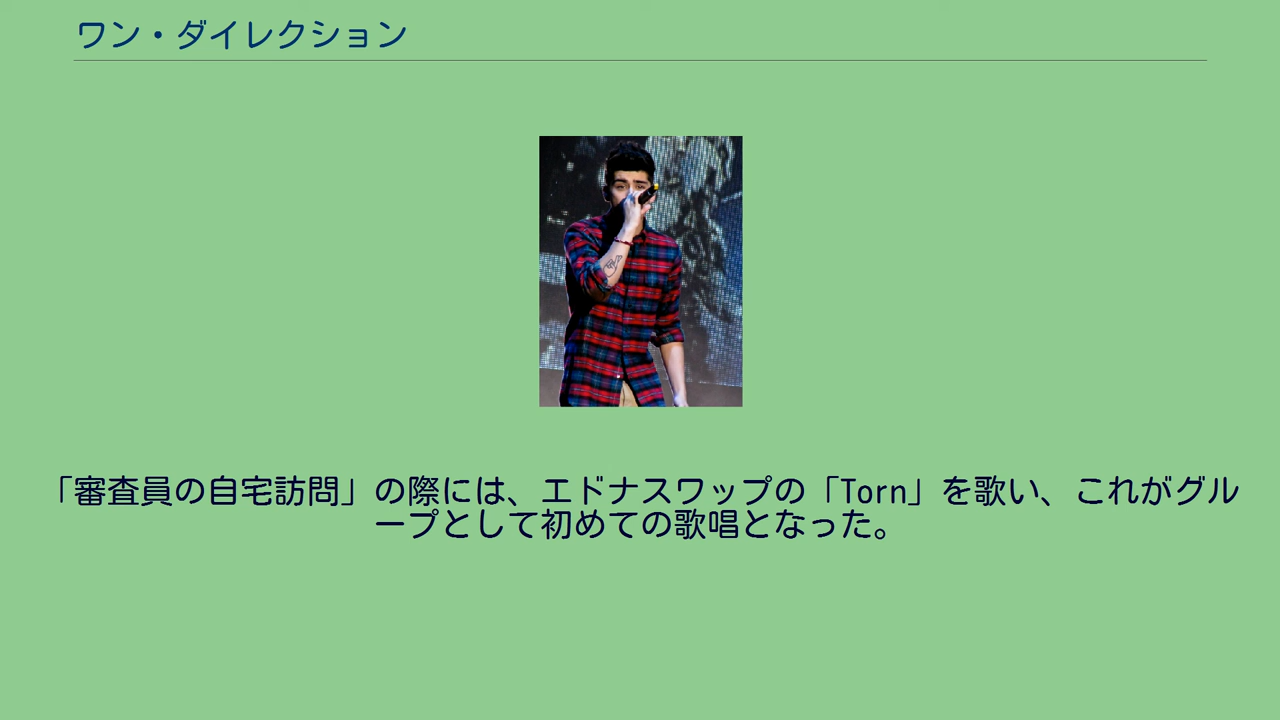 ワン・ダイレクション
「審査員の自宅訪問」の際には、エドナスワップの「Torn」を歌い、これがグル
ープとして初めての歌唱となった。